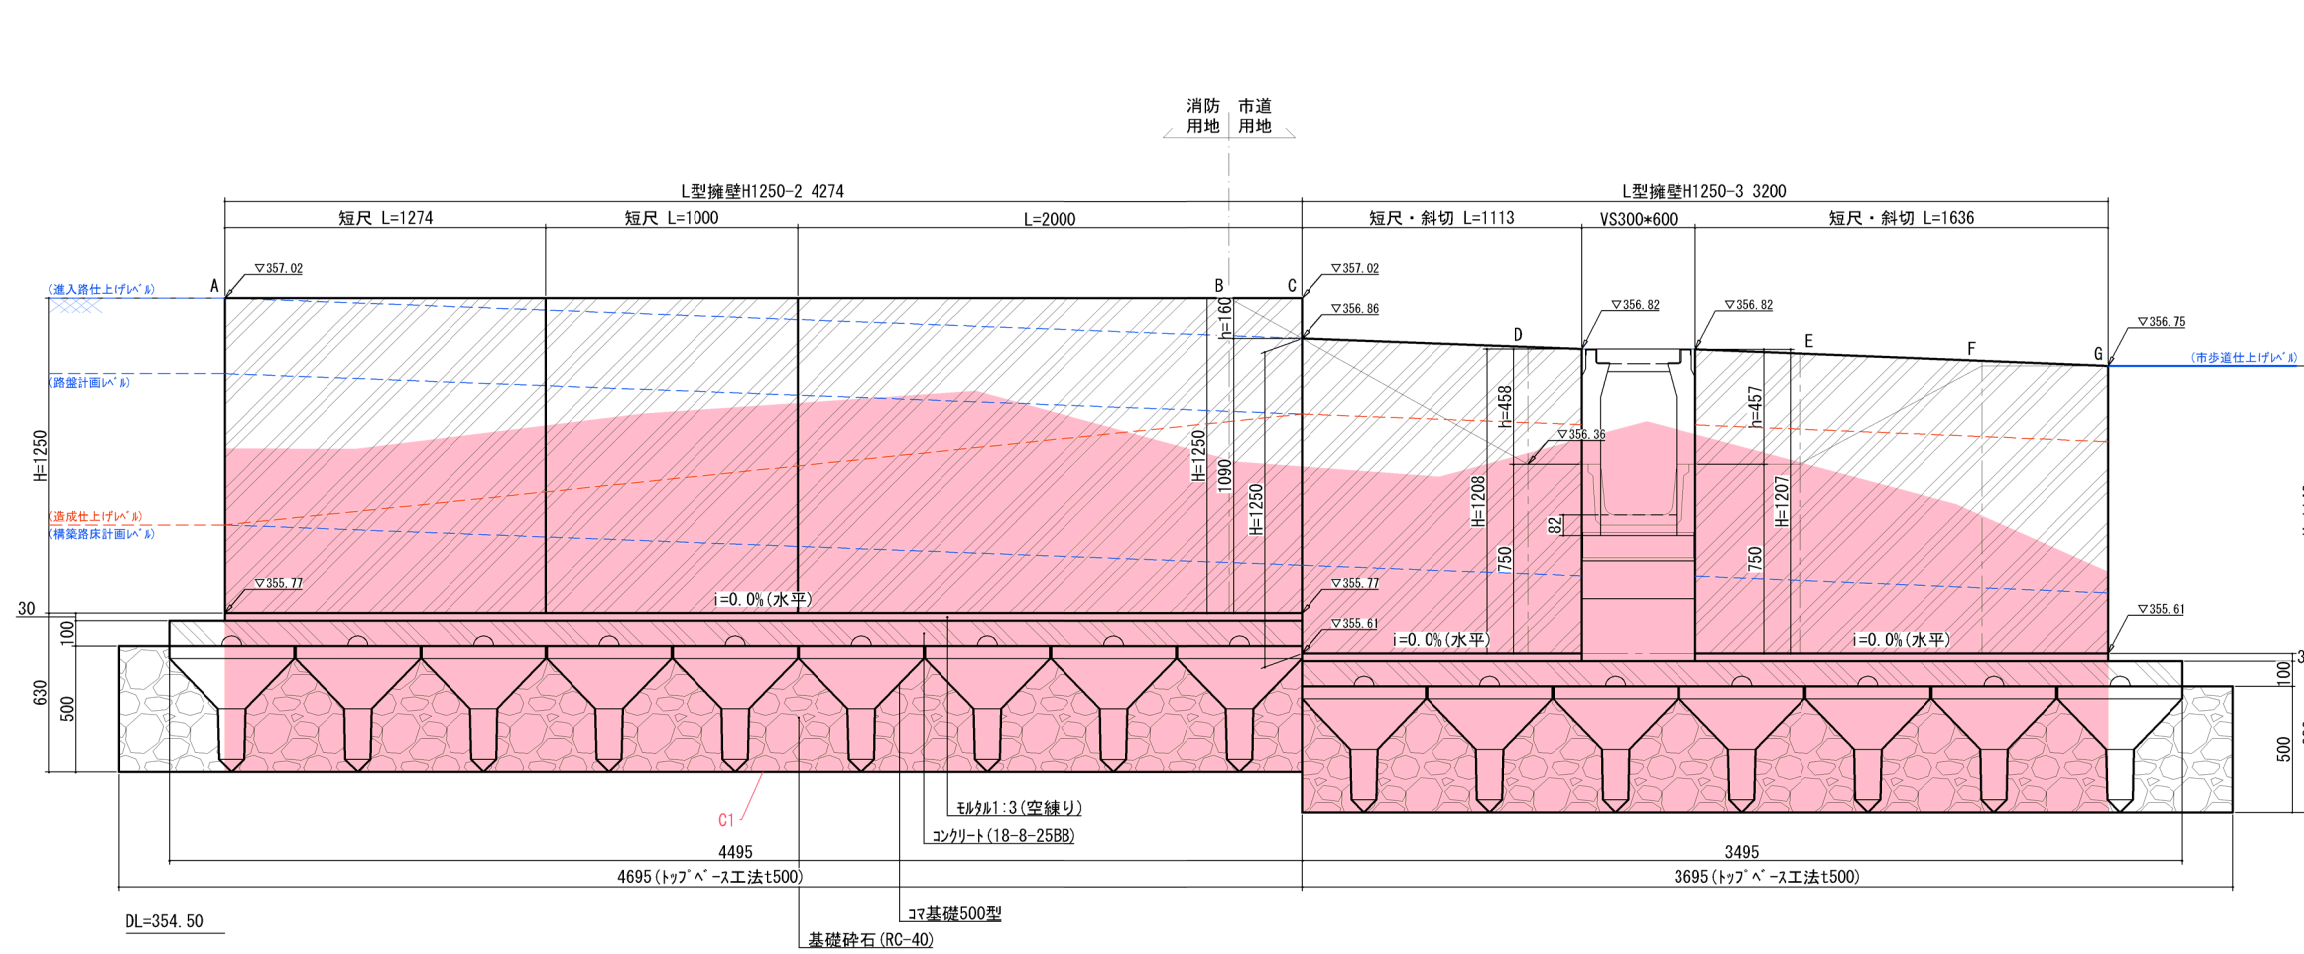 消防 市道
用地 用地
L型擁壁H1250-2 4274
L型擁壁H1250-3 3200
短尺 L=1274
短尺 L=1000
L=2000
短尺・斜切 L=1113
VS300*600
短尺・斜切 L=1636
▽357.02
▽357.02
▽356.86
▽356.82
▽356.82
▽356.75
A
B
C
D
E
F
G
(進入路仕上げﾚﾍﾞﾙ)
(路盤計画ﾚﾍﾞﾙ)
(造成仕上げﾚﾍﾞﾙ)
(構築路床計画ﾚﾍﾞﾙ)
(市歩道仕上げﾚﾍﾞﾙ)
H=1250
h=160
H=1250
1090
H=1250
h=458
▽356.36
H=1208
750
82
h=457
H=1207
750
▽355.77
▽355.77
▽355.61
▽355.61
i=0.0%(水平)
i=0.0%(水平)
i=0.0%(水平)
30
100
630
500
100
500
C1
ﾓﾙﾀﾙ1:3(空練り)
ｺﾝｸﾘｰﾄ(18-8-25BB)
4495
3495
4695(ﾄｯﾌﾟﾍﾞｰｽ工法t500)
3695(ﾄｯﾌﾟﾍﾞｰｽ工法t500)
ｺﾏ基礎500型
基礎砕石(RC-40)
DL=354.50